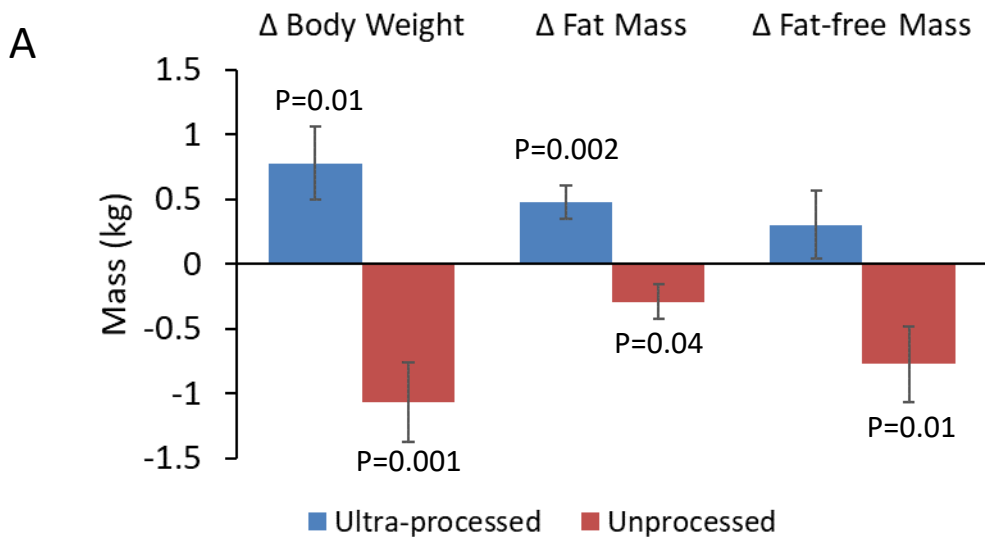 A
Δ Body Weight Δ Fat Mass Δ Fat-free Mass
Mass (kg)
1.5
1
0.5
0
-0.5
-1
-1.5
P=0.01
P=0.002
P=0.04
P=0.01
P=0.001
Ultra-processed Unprocessed